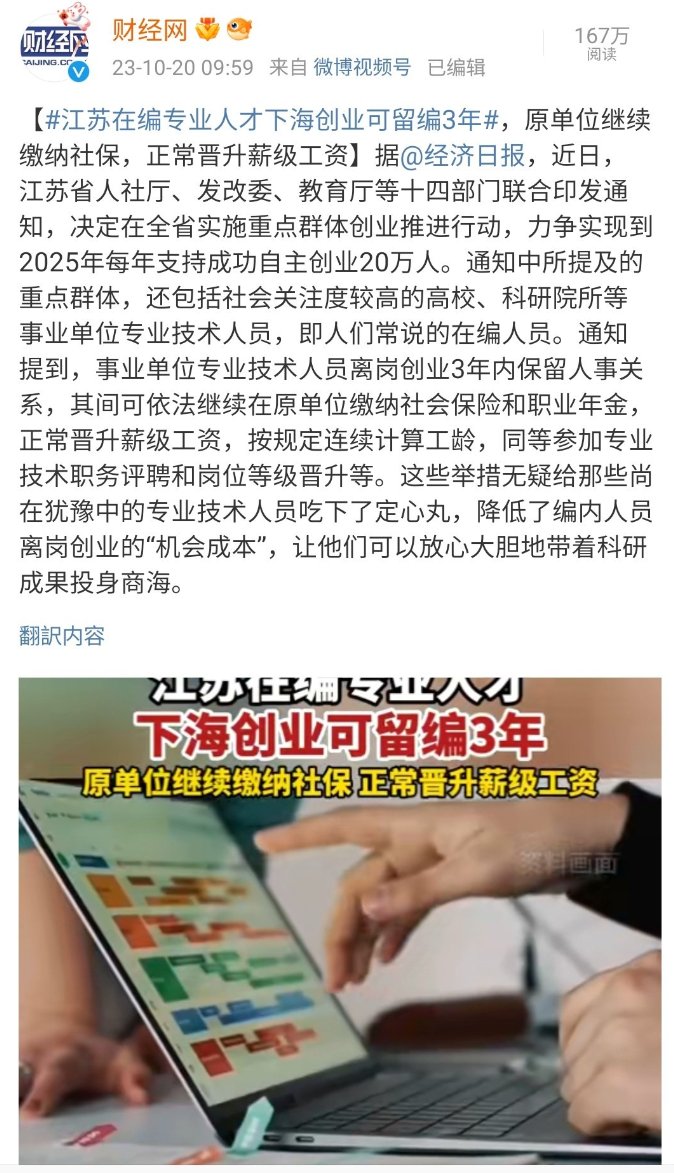 财经网
23-10-20 09:59 来自 微博视频号 已编辑
167万
阅读
财经网
AIJING.CO
【#江苏在编专业人才下海创业可留编3年#，原单位继续
缴纳社保，正常晋升薪级工资】据@经济日报，近日，
江苏省人社厅、发改委、教育厅等十四部门联合印发通
知，决定在全省实施重点群体创业推进行动，力争实现到
2025年每年支持成功自主创业20万人。通知中所提及的
重点群体，还包括社会关注度较高的高校、科研院所等
事业单位专业技术人员，即人们常说的在编人员。通知
提到，事业单位专业技术人员离岗创业3年内保留人事关
系，其间可依法继续在原单位缴纳社会保险和职业年金，
正常晋升薪级工资，按规定连续计算工龄，同等参加专业
技术职务评聘和岗位等级晋升等。这些举措无疑给那些尚
在犹豫中的专业技术人员吃下了定心丸，降低了编内人员
离岗创业的“机会成本”，让他们可以放心大胆地带着科研
成果投身商海。
翻訳内容
江苏在编专业人才
下海创业可留编3年
原单位继续缴纳社保 正常晋升薪级工资
资料画面